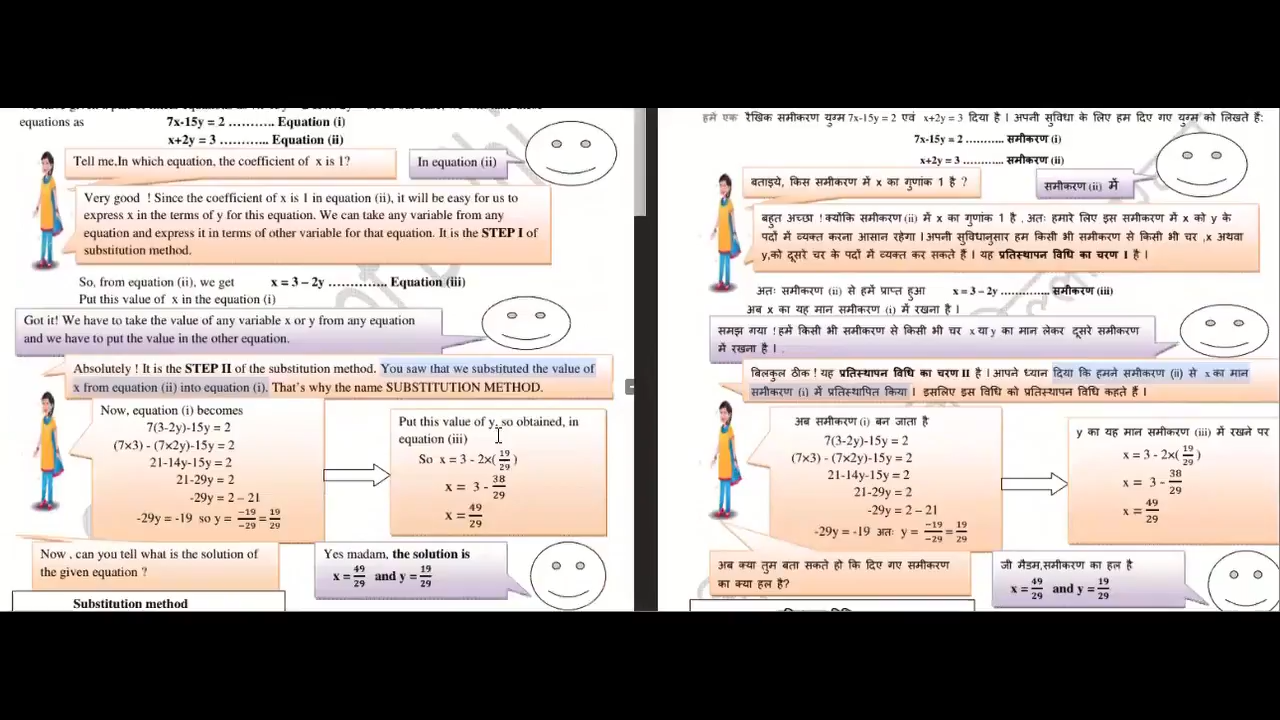 equations as 7x-15y = 2 ……….. Equation (i)
x+2y = 3 ……….. Equation (ii)
Tell me,In which equation, the coefficient of x is 1?
In equation (ii)
Very good ! Since the coefficient of x is 1 in equation (ii), it will be easy for us to
express x in the terms of y for this equation. We can take any variable from any
equation and express it in terms of other variable for that equation. It is the STEP I of
substitution method.
So, from equation (ii), we get x = 3 – 2y ………….. Equation (iii)
Put this value of x in the equation (i)
Got it! We have to take the value of any variable x or y from any equation
and we have to put the value in the other equation.
Absolutely ! It is the STEP II of the substitution method. You saw that we substituted the value of
x from equation (ii) into equation (i). That's why the name SUBSTITUTION METHOD.
Now, equation (i) becomes
7(3-2y)-15y = 2
(7×3) - (7×2y)-15y = 2
21-14y-15y = 2
21-29y = 2
-29y = 2 – 21
-29y = -19 so y = -19/-29 = 19/29
Put this value of y, so obtained, in
equation (iii)
So x = 3 - 2×(19/29)
x = 3 - 38/29
x = 49/29
Now , can you tell what is the solution of
the given equation ?
Yes madam, the solution is
x = 49/29 and y = 19/29
Substitution method
हमें एक रैखिक समीकरण युग्म 7x-15y = 2 एवं x+2y = 3 दिया है । अपनी सुविधा के लिए हम दिए गए युग्म को लिखते हैं:
7x-15y = 2 ………. समीकरण (i)
x+2y = 3 ………. समीकरण (ii)
बताइये, किस समीकरण में x का गुणांक 1 है ?
समीकरण (ii) में
बहुत अच्छा ! क्योंकि समीकरण (ii) में x का गुणांक 1 है , अतः हमारे लिए इस समीकरण में x को y के
पदों में व्यक्त करना आसान रहेगा । अपनी सुविधानुसार हम किसी भी समीकरण से किसी भी चर ,x अथवा
y,को दूसरे चर के पदों में व्यक्त कर सकते हैं । यह प्रतिस्थापन विधि का चरण I है ।
अतः समीकरण (ii) से हमें प्राप्त हुआ x = 3 – 2y …………. समीकरण (iii)
अब x का यह मान समीकरण (i) में रखना है ।
समझ गया ! हमें किसी भी समीकरण से किसी भी चर x या y का मान लेकर दूसरे समीकरण
में रखना है । .
बिलकुल ठीक ! यह प्रतिस्थापन विधि का चरण II है । आपने ध्यान दिया कि हमने समीकरण (ii) से x का मान
समीकरण (i) में प्रतिस्थापित किया । इसलिए इस विधि को प्रतिस्थापन विधि कहते हैं ।
अब समीकरण (i) बन जाता है
7(3-2y)-15y = 2
(7×3) - (7×2y)-15y = 2
21-14y-15y = 2
21-29y = 2
-29y = 2 – 21
-29y = -19 अतः y = -19/-29 = 19/29
y का यह मान समीकरण (iii) में रखने पर
x = 3 - 2×(19/29)
x = 3 - 38/29
x = 49/29
अब क्या तुम बता सकते हो कि दिए गए समीकरण
का क्या हल है?
जी मैडम,समीकरण का हल है
x = 49/29 and y = 19/29